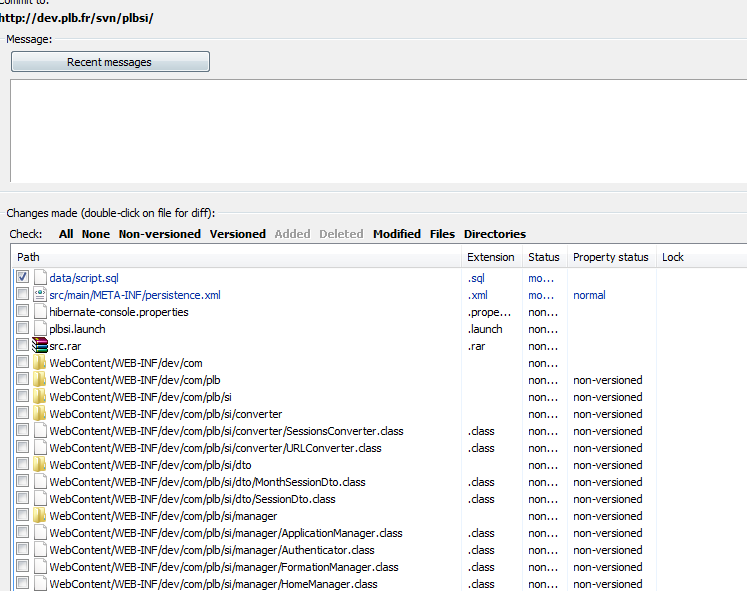 Commit to:
http://dev.plb.fr/svn/plbsi/
Message:
Recent messages
Changes made (double-click on file for diff):
Check: All None Non-versioned Versioned Added Deleted Modified Files Directories
Path Extension Status Property status Lock
data/script.sql .sql mo...
src/main/META-INF/persistence.xml .xml mo... normal
hibernate-console.properties .prope... non...
plbsi.launch .launch non...
src.rar .rar non...
WebContent/WEB-INF/dev/com non...
WebContent/WEB-INF/dev/com/plb non... non-versioned
WebContent/WEB-INF/dev/com/plb/si non... non-versioned
WebContent/WEB-INF/dev/com/plb/si/converter non... non-versioned
WebContent/WEB-INF/dev/com/plb/si/converter/SessionsConverter.class .class non... non-versioned
WebContent/WEB-INF/dev/com/plb/si/converter/URLConverter.class .class non... non-versioned
WebContent/WEB-INF/dev/com/plb/si/dto non... non-versioned
WebContent/WEB-INF/dev/com/plb/si/dto/MonthSessionDto.class .class non... non-versioned
WebContent/WEB-INF/dev/com/plb/si/dto/SessionDto.class .class non... non-versioned
WebContent/WEB-INF/dev/com/plb/si/manager non... non-versioned
WebContent/WEB-INF/dev/com/plb/si/manager/ApplicationManager.class .class non... non-versioned
WebContent/WEB-INF/dev/com/plb/si/manager/Authenticator.class .class non... non-versioned
WebContent/WEB-INF/dev/com/plb/si/manager/FormationManager.class .class non... non-versioned
WebContent/WEB-INF/dev/com/plb/si/manager/HomeManager.class .class non... non-versioned